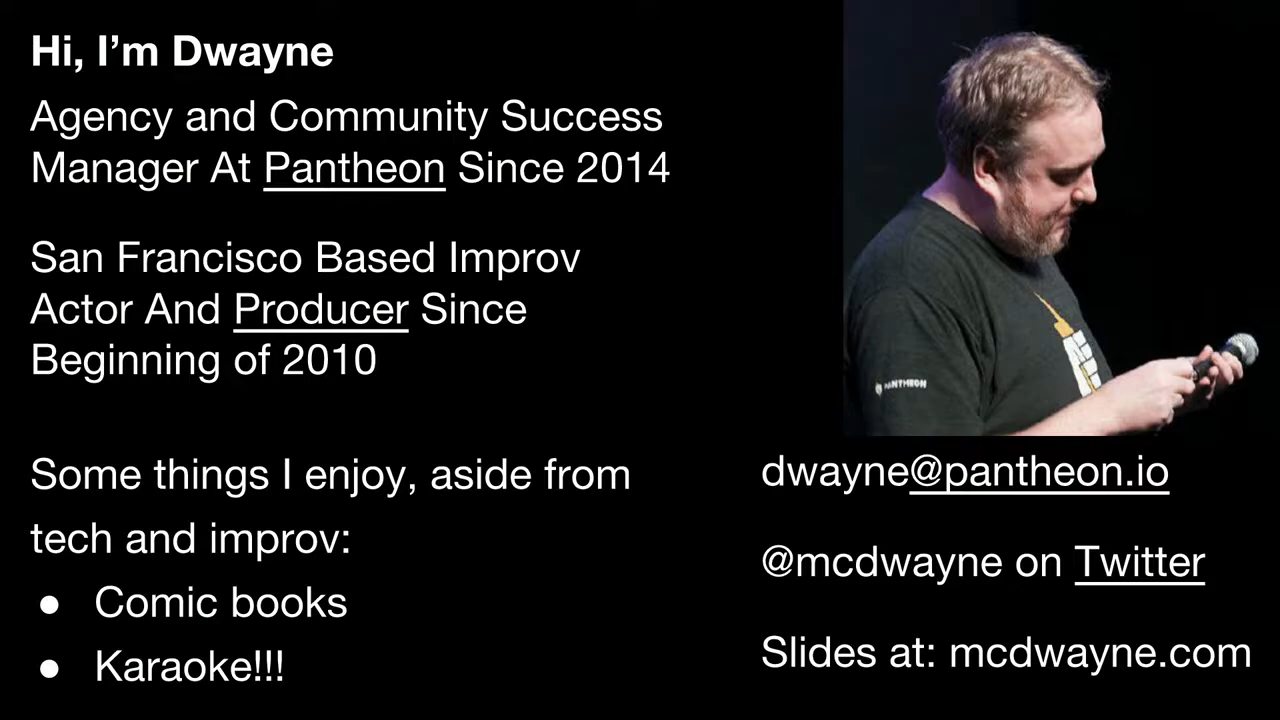 Hi, I’m Dwayne
Agency and Community Success
Manager At Pantheon Since 2014
San Francisco Based Improv
Actor And Producer Since
Beginning of 2010
Some things I enjoy, aside from
tech and improv:
● Comic books
● Karaoke!!!
PANTHEON
dwayne@pantheon.io
@mcdwayne on Twitter
Slides at: mcdwayne.com